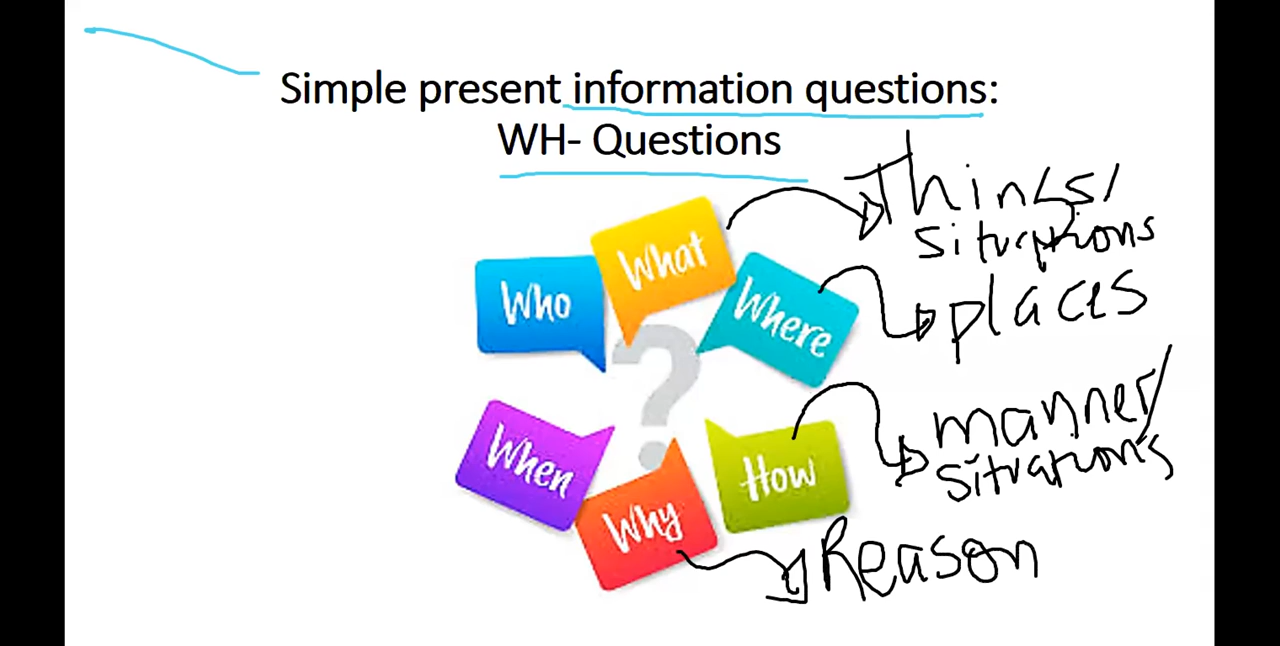 Simple present information questions:
WH- Questions
Things/
situations
What
Who
Where
places
manner/
situations
When
How
Why
Reason